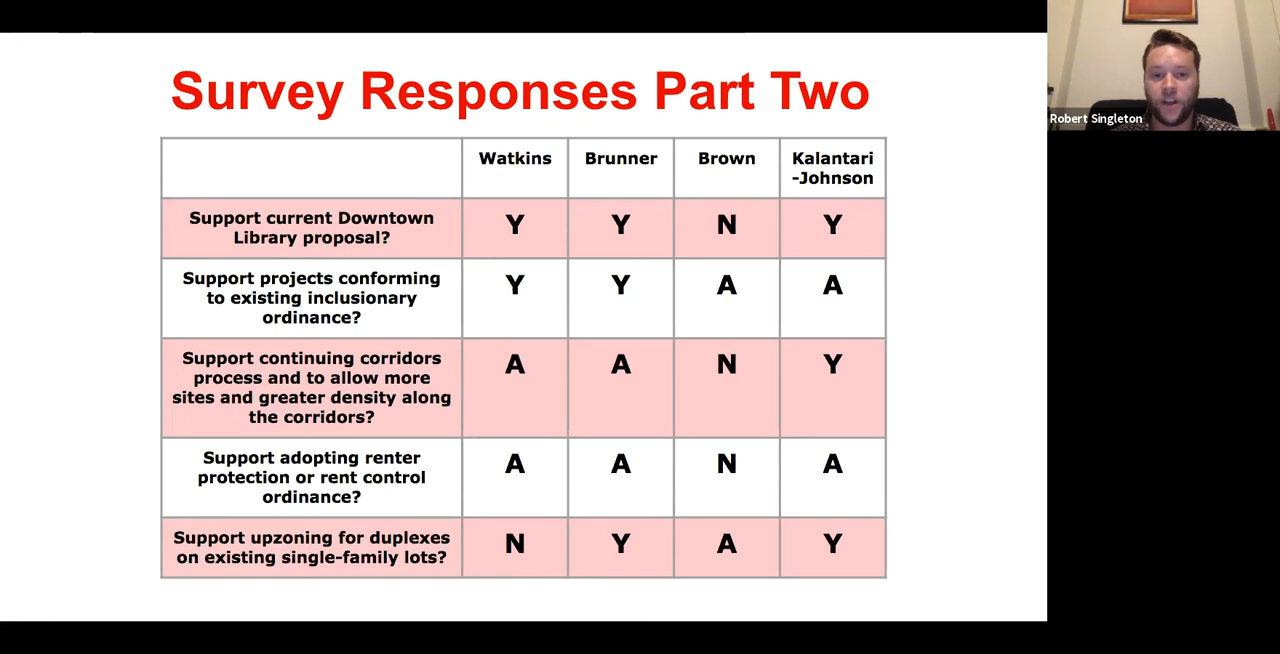 Survey Responses Part Two
Robert Singleton
Watkins Brunner Brown Kalantari
-Johnson
Support current Downtown
Library proposal?
Y Y N Y
Support projects conforming
to existing inclusionary
ordinance?
Y Y A A
Support continuing corridors
process and to allow more
sites and greater density along
the corridors?
A A N Y
Support adopting renter
protection or rent control
ordinance?
A A N A
Support upzoning for duplexes
on existing single-family lots?
N Y A Y